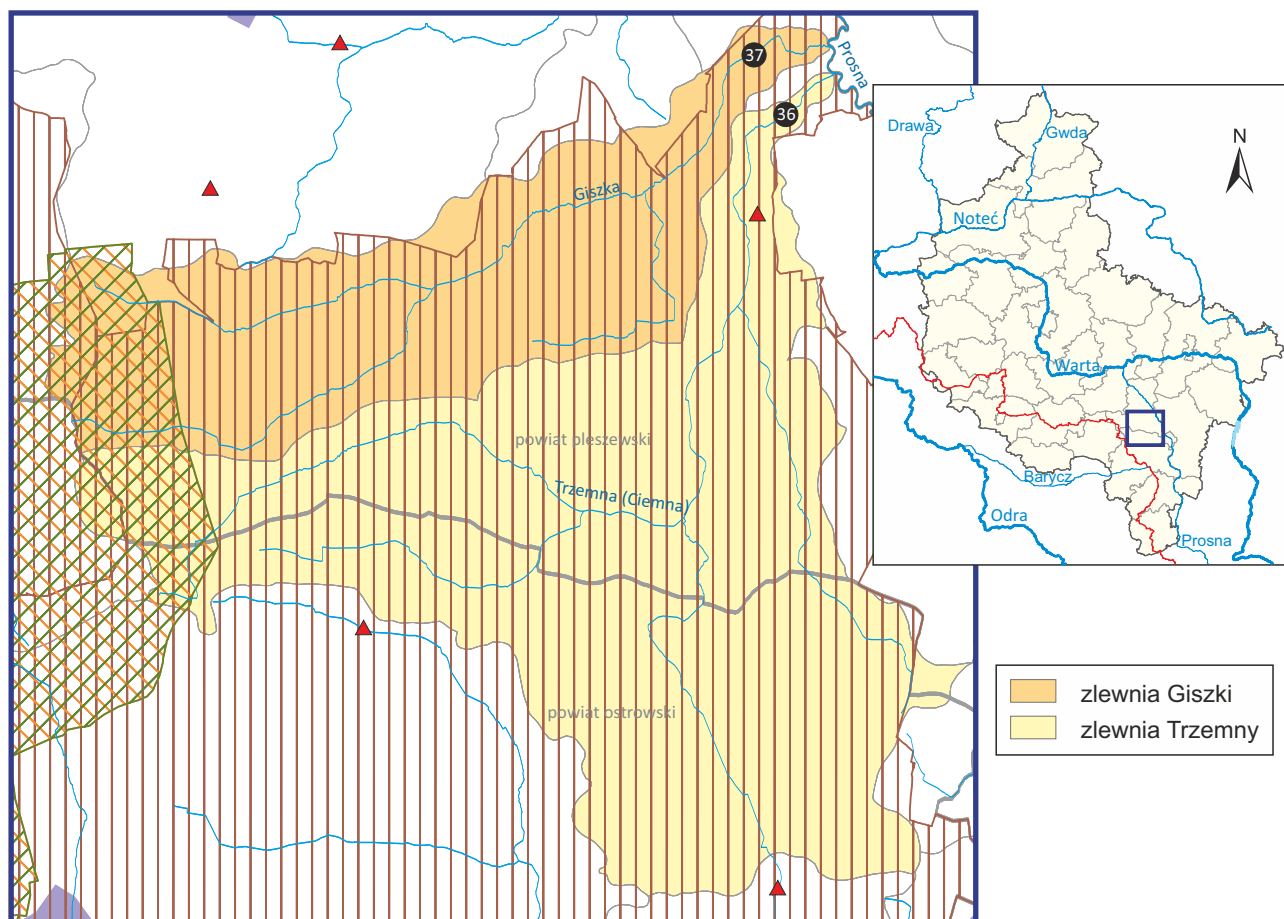 37
Prosna
36
Giszka
powiat pleszewski
Trzemna (Ciemna)
powiat ostrowski
Drawa
Gwda
N
Noteć
Warta
Barycz
Odra
Prosna
zlewnia Giszki
zlewnia Trzemny